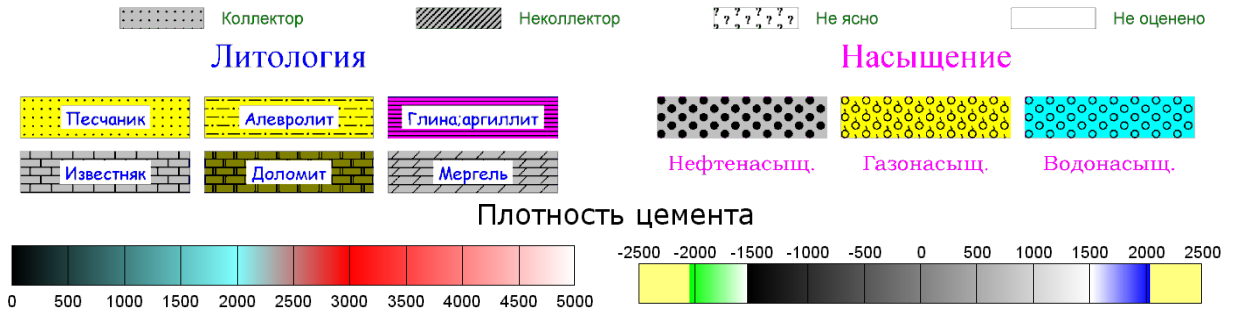 Коллектор Неколлектор Не ясно Не оценено
Литология Насыщение
Песчаник Алевролит Глина;аргиллит
Известняк Доломит Мергель
Нефтенасыщ. Газонасыщ. Водонасыщ.
Плотность цемента
-2500 -2000 -1500 -1000 -500 0 500 1000 1500 2000 2500
0 500 1000 1500 2000 2500 3000 3500 4000 4500 5000